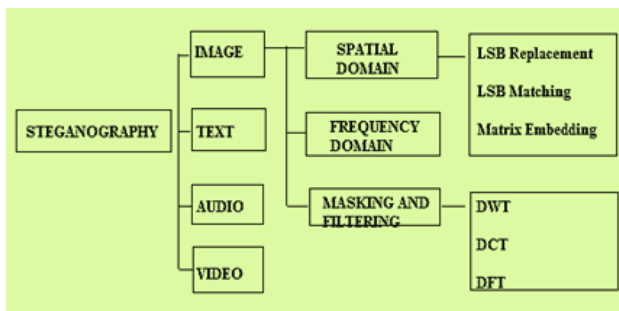 STEGANOGRAPHY
IMAGE
TEXT
AUDIO
VIDEO
SPATIAL
DOMAIN
FREQUENCY
DOMAIN
MASKING AND
FILTERING
LSB Replacement
LSB Matching
Matrix Embedding
DWT
DCT
DFT